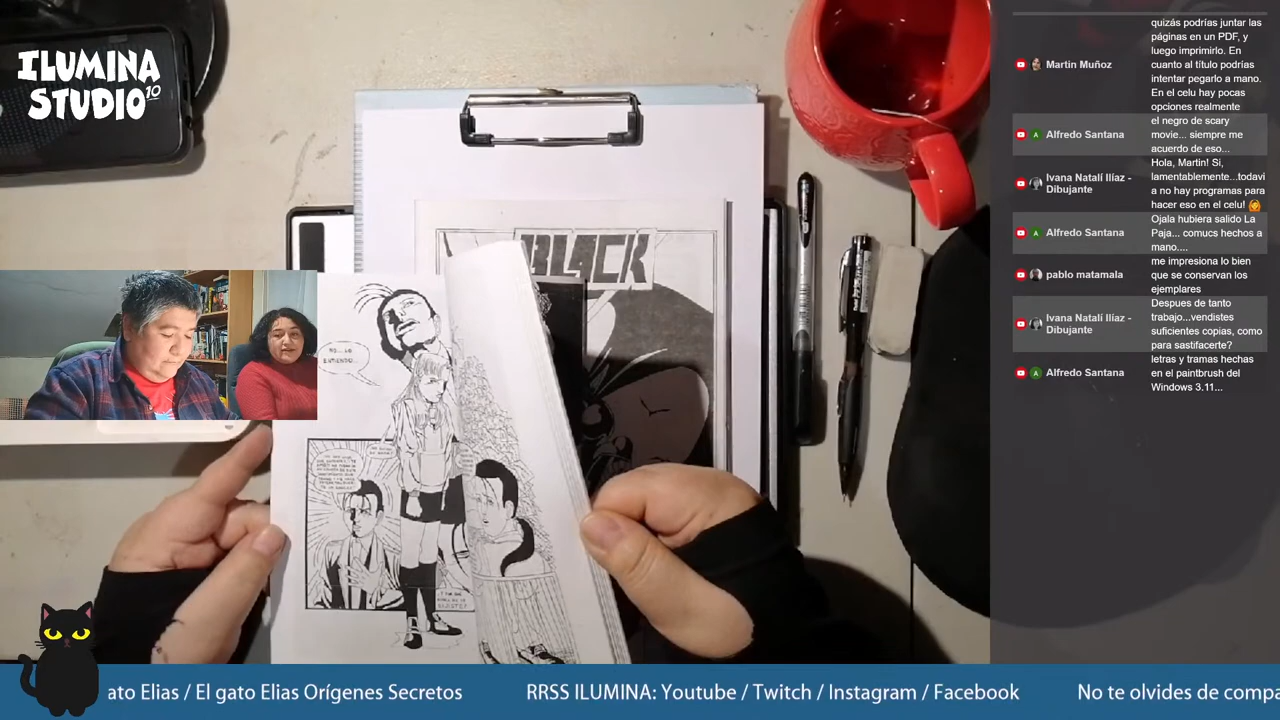 ILUMINA
STUDIO 10
quizás podrías juntar las
páginas en un PDF, y
luego imprimirlo. En
Martin Muñoz
cuanto al título podrías
intentar pegarlo a mano.
En el celu hay pocas
opciones realmente
el negro de scary
Alfredo Santana
movie... siempre me
acuerdo de eso...
Hola, Martin! Si,
Ivana Natalí Ilíaz -
Dibujante
lamentablemente...todavi
a no hay programas para
hacer eso en el celu! 🙆
Ojala hubiera salido La
Alfredo Santana
Paja... comucs hechos a
mano....
me impresiona lo bien
pablo matamala
que se conservan los
ejemplares
Despues de tanto
Ivana Natalí Ilíaz -
Dibujante
trabajo...vendistes
suficientes copias, como
para sastifacerte?
letras y tramas hechas
Alfredo Santana
en el paintbrush del
Windows 3.11...
BLACK
NO... LO
ENTIENDO...
ato Elias / El gato Elias Orígenes Secretos
RRSS ILUMINA: Youtube / Twitch / Instagram / Facebook
No te olvides de compa